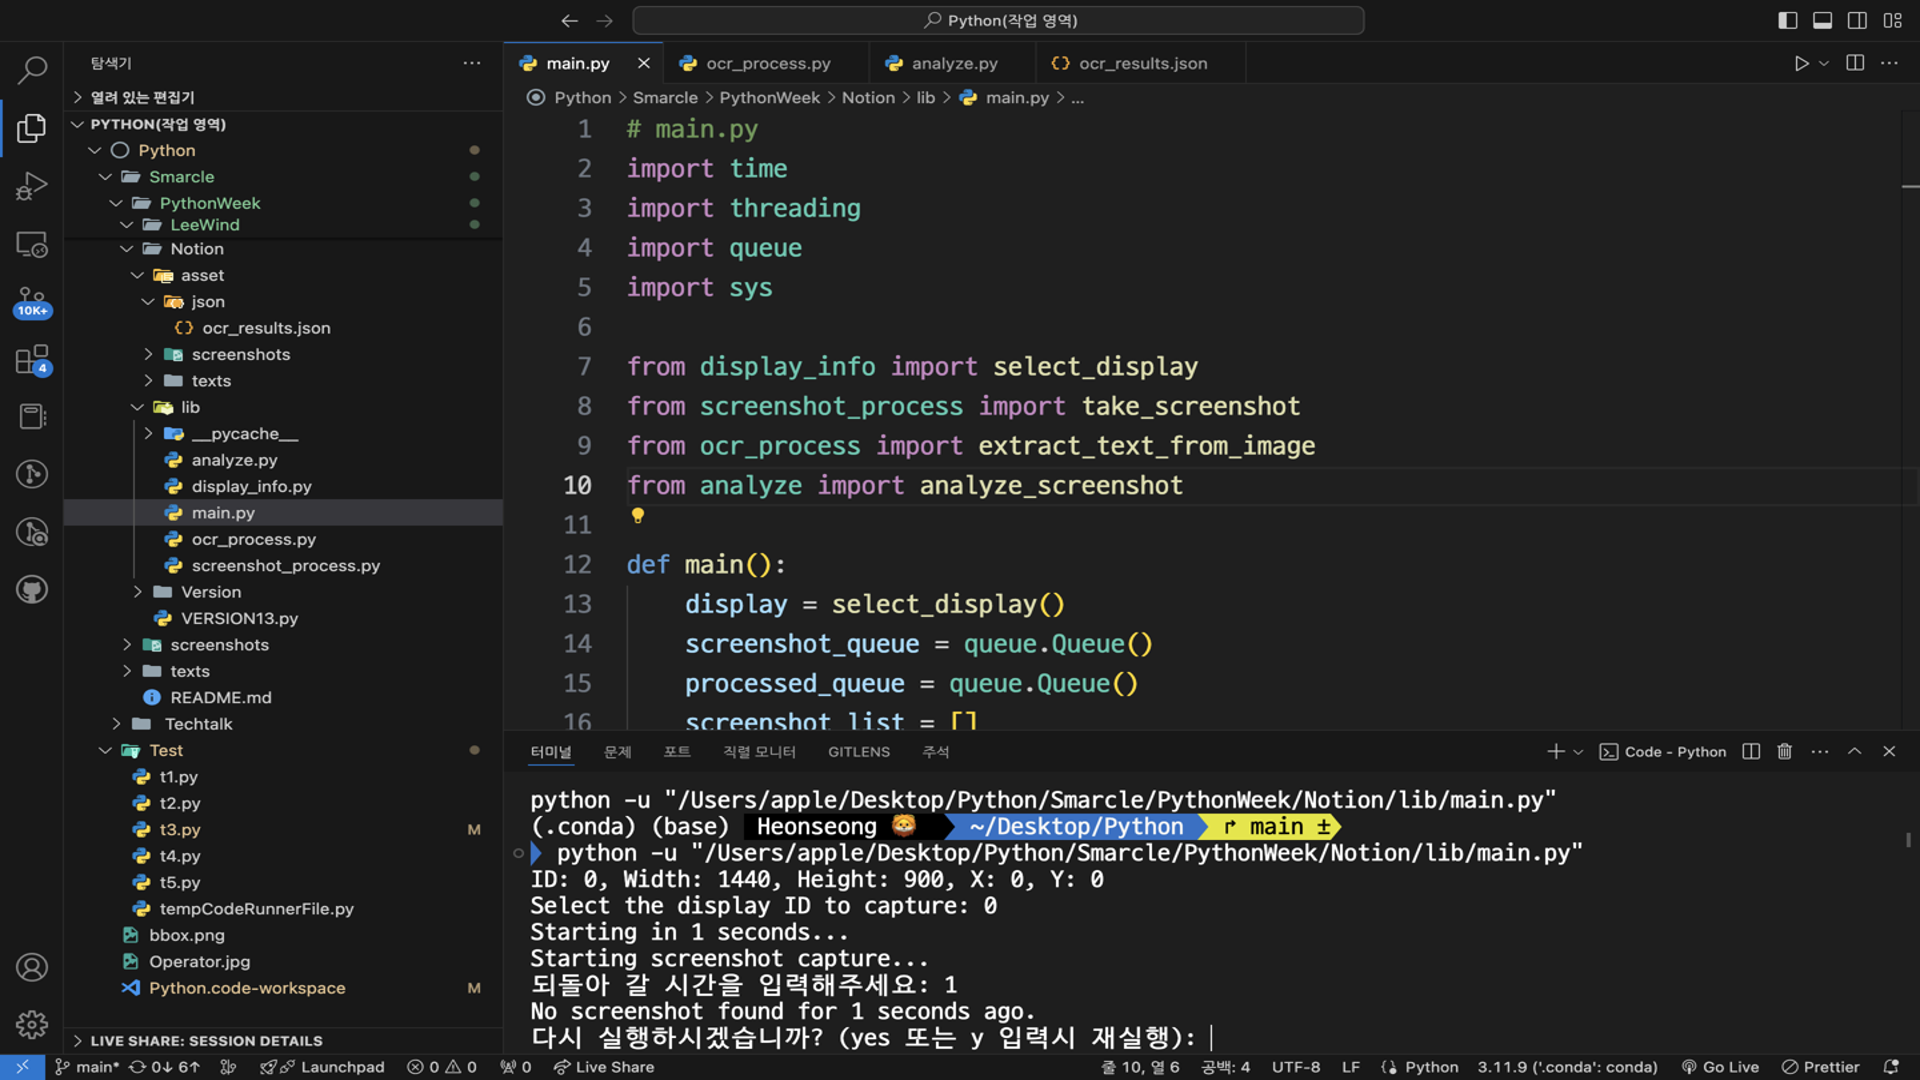 Python(작업 영역)
탐색기
열려 있는 편집기
PYTHON(작업 영역)
Python
Smarcle
PythonWeek
LeeWind
Notion
asset
json
ocr_results.json
screenshots
texts
lib
__pycache__
analyze.py
display_info.py
main.py
ocr_process.py
screenshot_process.py
Version
VERSION13.py
screenshots
texts
README.md
Techtalk
Test
t1.py
t2.py
t3.py M
t4.py
t5.py
tempCodeRunnerFile.py
bbox.png
Operator.jpg
Python.code-workspace M
LIVE SHARE: SESSION DETAILS
10K+
4
main.py ocr_process.py analyze.py ocr_results.json
Python > Smarcle > PythonWeek > Notion > lib > main.py > ...
1 # main.py
2 import time
3 import threading
4 import queue
5 import sys
6
7 from display_info import select_display
8 from screenshot_process import take_screenshot
9 from ocr_process import extract_text_from_image
10 from analyze import analyze_screenshot
11
12 def main():
13 display = select_display()
14 screenshot_queue = queue.Queue()
15 processed_queue = queue.Queue()
16 screenshot_list = []
터미널 문제 포트 직렬 모니터 GITLENS 주석 Code - Python
python -u "/Users/apple/Desktop/Python/Smarcle/PythonWeek/Notion/lib/main.py"
(.conda) (base) Heonseong 🦁 ~/Desktop/Python main ±
python -u "/Users/apple/Desktop/Python/Smarcle/PythonWeek/Notion/lib/main.py"
ID: 0, Width: 1440, Height: 900, X: 0, Y: 0
Select the display ID to capture: 0
Starting in 1 seconds...
Starting screenshot capture...
되돌아 갈 시간을 입력해주세요: 1
No screenshot found for 1 seconds ago.
다시 실행하시겠습니까? (yes 또는 y 입력시 재실행):
main* 0↓ 6↑ Launchpad 0 0 0 Live Share 줄 10, 열 6 공백: 4 UTF-8 LF Python 3.11.9 ('.conda': conda) Go Live Prettier